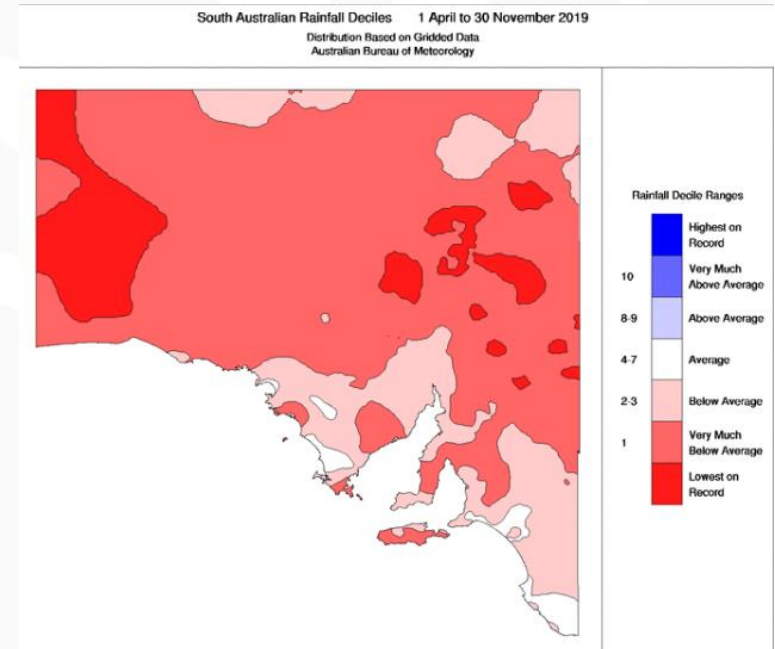 South Australian Rainfall Deciles 1 April to 30 November 2019
Distribution Based on Gridded Data
Australian Bureau of Meteorology
Rainfall Decile Ranges
Highest on
Record
10 Very Much
Above Average
8-9 Above Average
4-7 Average
2-3 Below Average
1 Very Much
Below Average
Lowest on
Record